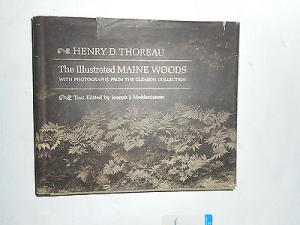 HENRY D. THOREAU
The Illustrated MAINE WOODS
WITH PHOTOGRAPHS FROM THE GLEASON COLLECTION
Text Edited by Joseph J. Moldenhauer